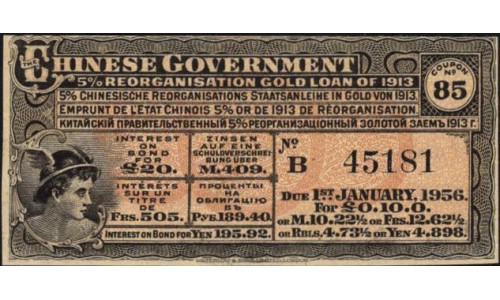 THE CHINESE GOVERNMENT
5% REORGANISATION GOLD LOAN OF 1913
5% CHINESISCHE REORGANISATIONS STAATSANLEIHE IN GOLD VON 1913.
EMPRUNT DE L'ETAT CHINOIS 5% OR DE 1913 DE RÉORGANISATION.
КИТАЙСКІЙ ПРАВИТЕЛЬСТВЕННЫЙ 5% РЕОРГАНИЗАЦІОННЫЙ ЗОЛОТОЙ ЗАЕМЪ 1913 г.
COUPON
No
85
INTEREST
ON
BOND
FOR
£20.
ZINSEN
AUF EINE
SCHULDVERSCHREIBUNG ÜBER
M.409.
INTERÊTS
SUR UN
TITRE
DE
FRS. 505.
ПРОЦЕНТЫ
НА
ОБЛИГАЦІЮ
ВЪ
РУБ.189.40.
INTEREST ON BOND FOR YEN 195.92.
No
B 45181
DUE 1ST JANUARY, 1956.
FOR £0.10.0.
OR M.10.22½ OR FRS.12.62½
OR RBLS.4.73½ OR YEN 4.898.